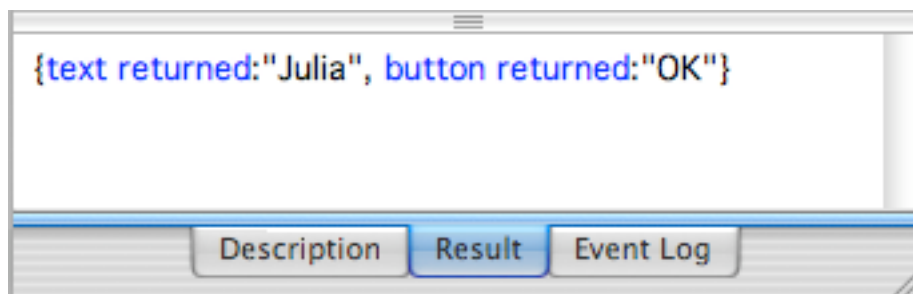 {text returned:"Julia", button returned:"OK"}
Description Result Event Log